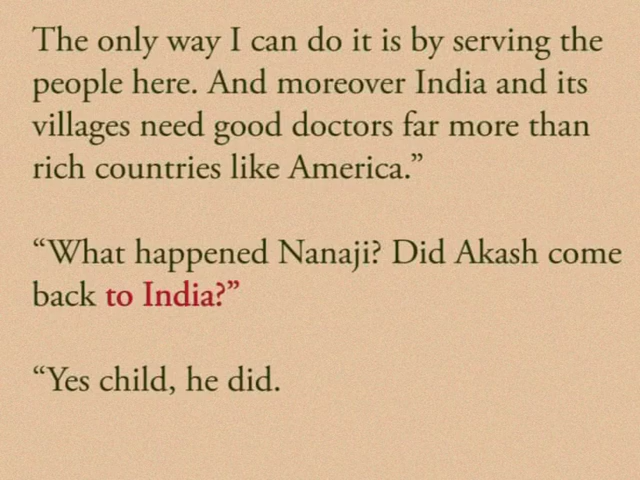 The only way I can do it is by serving the
people here. And moreover India and its
villages need good doctors far more than
rich countries like America.”
“What happened Nanaji? Did Akash come
back to India?”
“Yes child, he did.